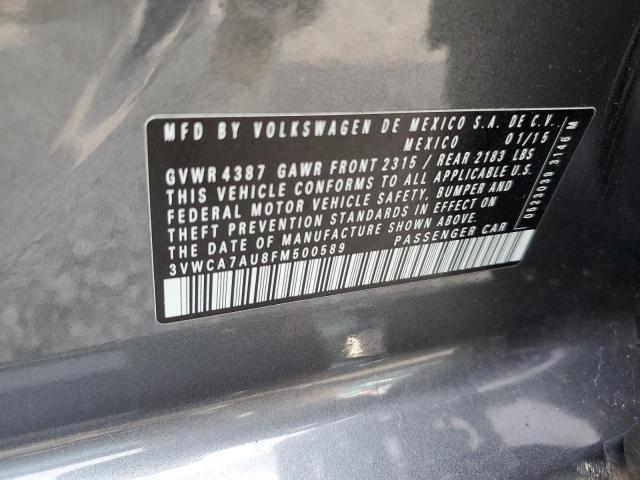 MFD BY VOLKSWAGEN DE MEXICO S.A. DE C.V.
MEXICO 01/15
GVWR 4387 GAWR FRONT 2315 / REAR 2183 LBS
THIS VEHICLE CONFORMS TO ALL APPLICABLE U.S.
FEDERAL MOTOR VEHICLE SAFETY, BUMPER AND
THEFT PREVENTION STANDARDS IN EFFECT ON
THE DATE OF MANUFACTURE SHOWN ABOVE.
3VWCA7AU8FM500589 PASSENGER CAR
0023039 3146 M